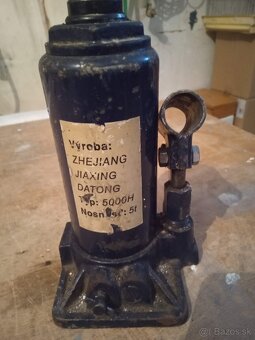 Výroba:
ZHEJIANG
JIAXING
DATONG
Typ: 5000H
Nosnosť: 5t
Bazos.sk